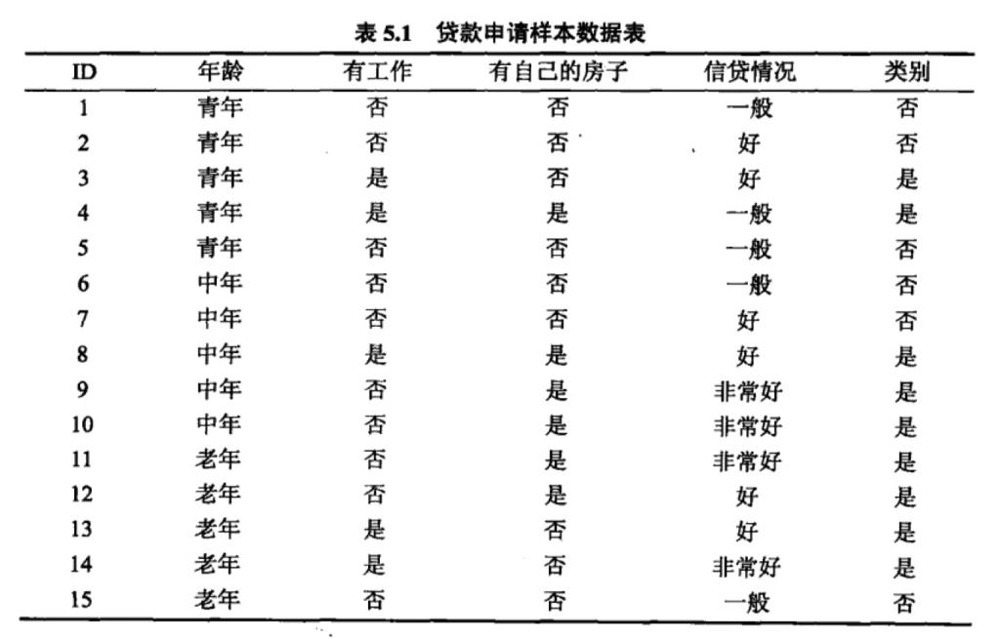 表 5.1 贷款申请样本数据表
ID 年龄 有工作 有自己的房子 信贷情况 类别
1 青年 否 否 一般 否
2 青年 否 否 好 否
3 青年 是 否 好 是
4 青年 是 是 一般 是
5 青年 否 否 一般 否
6 中年 否 否 一般 否
7 中年 否 否 好 否
8 中年 是 是 好 是
9 中年 否 是 非常好 是
10 中年 否 是 非常好 是
11 老年 否 是 非常好 是
12 老年 否 是 好 是
13 老年 是 否 好 是
14 老年 是 否 非常好 是
15 老年 否 否 一般 否